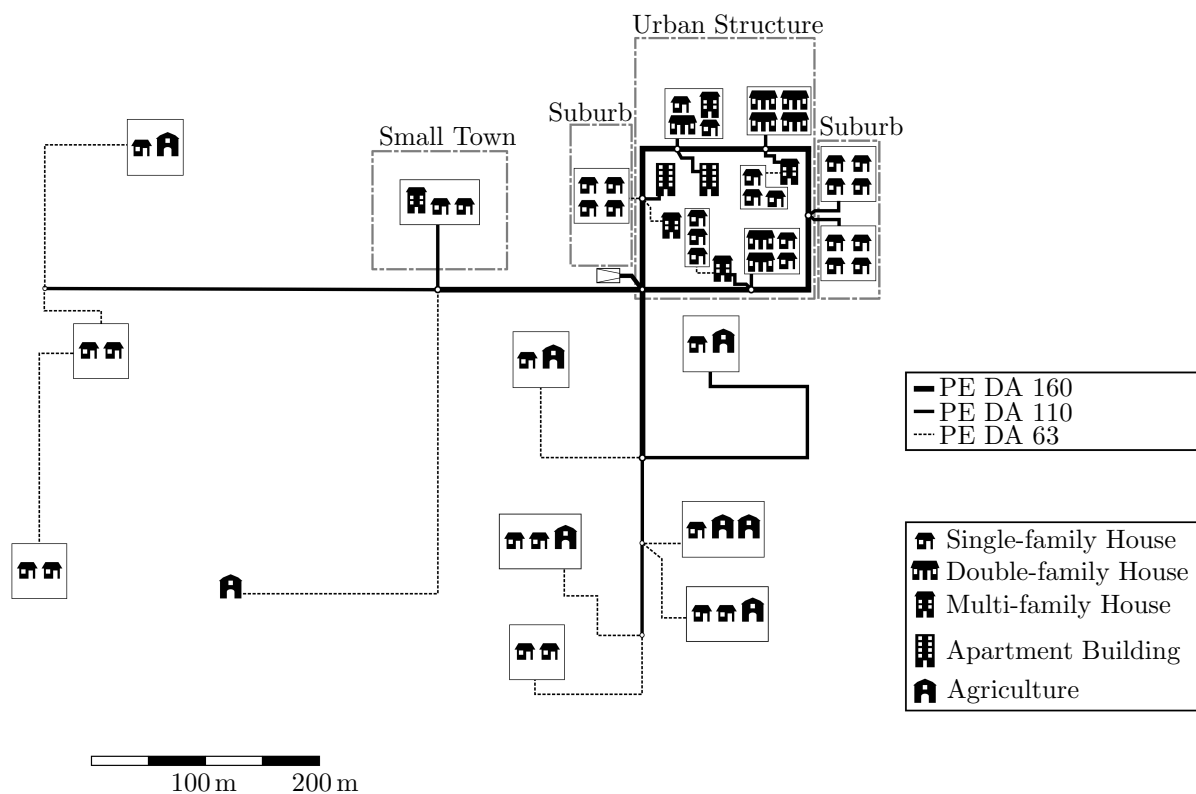 Urban Structure
Suburb
Suburb
Small Town
PE DA 160
PE DA 110
PE DA 63
Single-family House
Double-family House
Multi-family House
Apartment Building
Agriculture
100 m
200 m